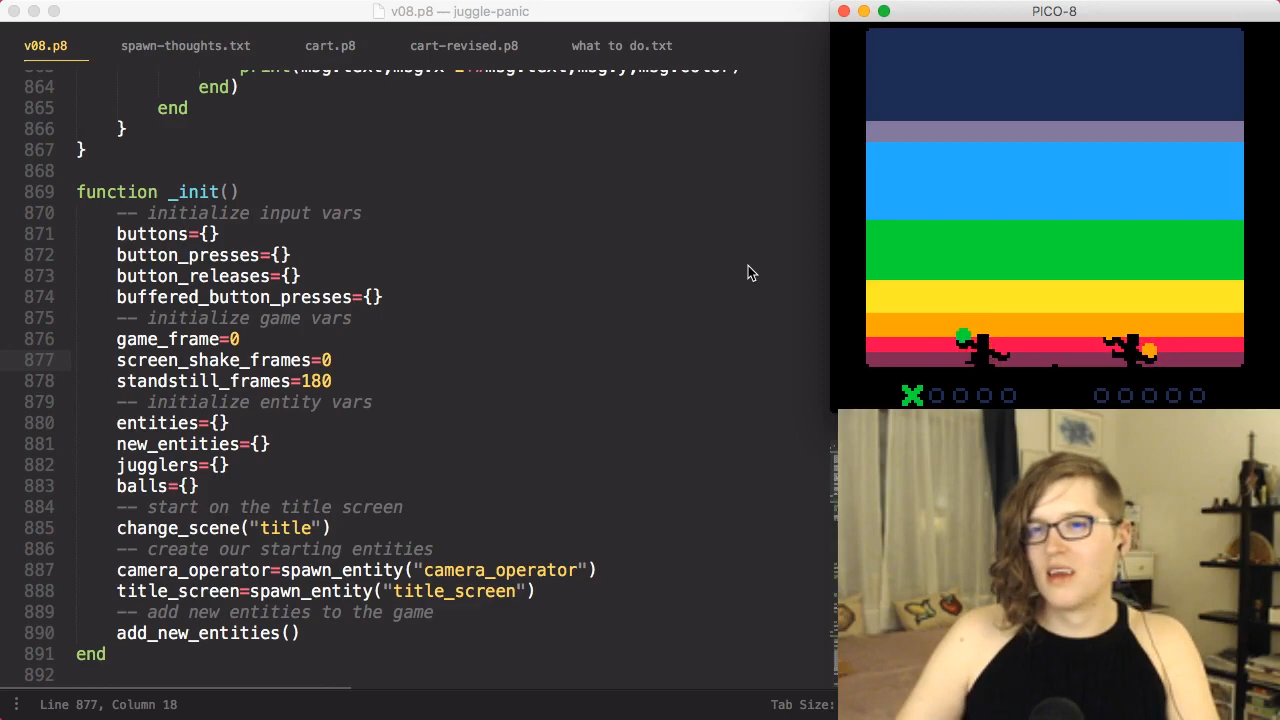 v08.p8 — juggle-panic
PICO-8
v08.p8
spawn-thoughts.txt
cart.p8
cart-revised.p8
what to do.txt
864 end)
865 end
866 }
867 }
868
869 function _init()
870 -- initialize input vars
871 buttons={}
872 button_presses={}
873 button_releases={}
874 buffered_button_presses={}
875 -- initialize game vars
876 game_frame=0
877 screen_shake_frames=0
878 standstill_frames=180
879 -- initialize entity vars
880 entities={}
881 new_entities={}
882 jugglers={}
883 balls={}
884 -- start on the title screen
885 change_scene("title")
886 -- create our starting entities
887 camera_operator=spawn_entity("camera_operator")
888 title_screen=spawn_entity("title_screen")
889 -- add new entities to the game
890 add_new_entities()
891 end
892
Line 877, Column 18
Tab Size: